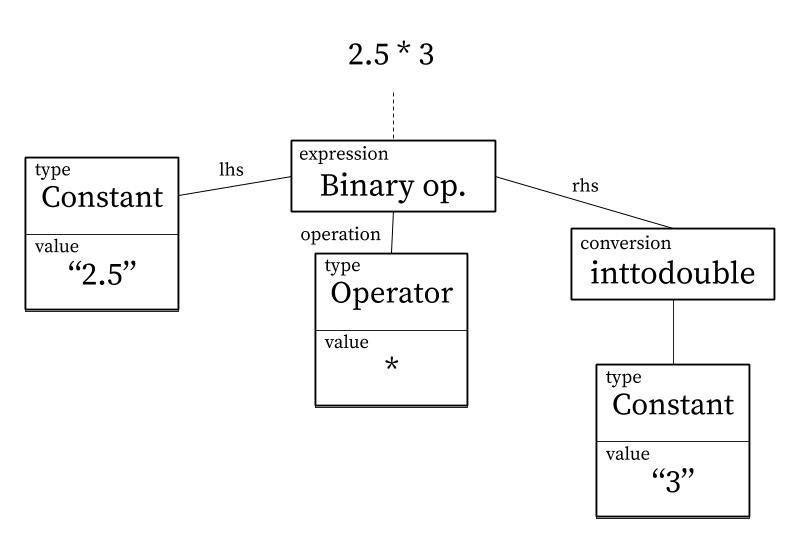 2.5 * 3
expression
Binary op.
lhs
type
Constant
value
“2.5”
operation
type
Operator
value
*
rhs
conversion
inttodouble
type
Constant
value
“3”